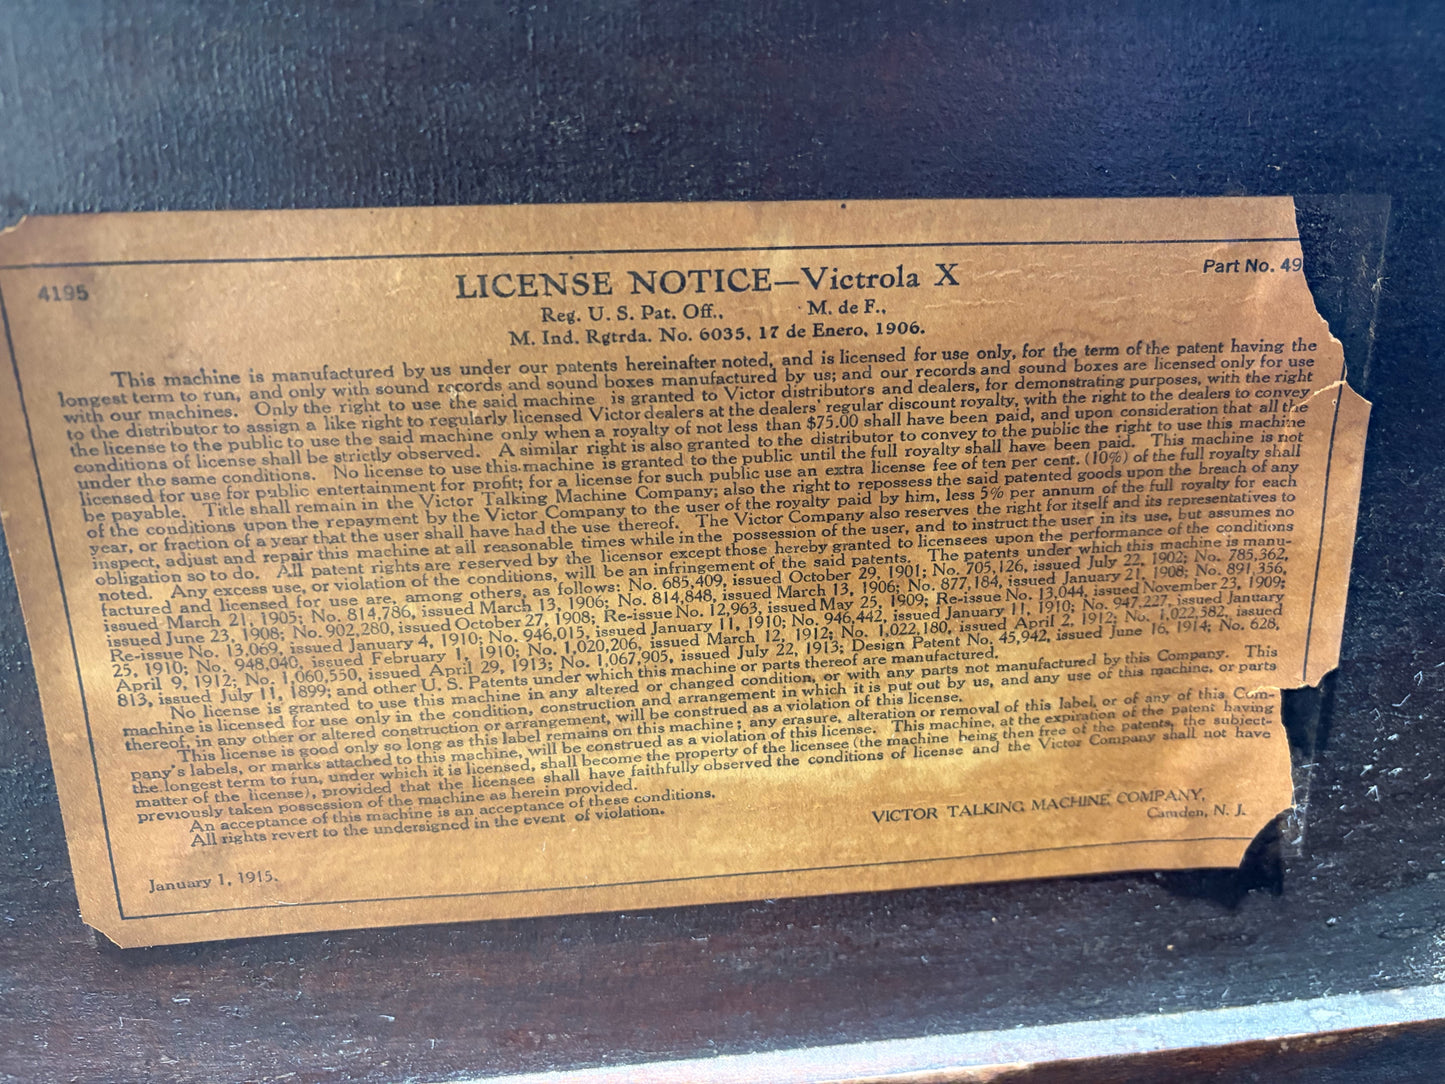 4195
LICENSE NOTICE—Victrola X
Part No. 49
Reg. U. S. Pat. Off., M. de F.,
M. Ind. Rgtrda. No. 6035, 17 de Enero, 1906.
This machine is manufactured by us under our patents hereinafter noted, and is licensed for use only, for the term of the patent having the
longest term to run, and only with sound records and sound boxes manufactured by us; and our records and sound boxes are licensed only for use
with our machines. Only the right to use the said machine is granted to Victor distributors and dealers, for demonstrating purposes, with the right
to the distributor to assign a like right to regularly licensed Victor dealers at the dealers' regular discount royalty, with the right to the dealers to convey
the license to the public to use the said machine only when a royalty of not less than $75.00 shall have been paid, and upon consideration that all the
conditions of license shall be strictly observed. A similar right is also granted to the distributor to convey to the public the right to use this machine
under the same conditions. No license to use this machine is granted to the public until the full royalty shall have been paid. This machine is not
licensed for use for public entertainment for profit; for a license for such public use an extra license fee of ten per cent. (10%) of the full royalty shall
be payable. Title shall remain in the Victor Talking Machine Company; also the right to repossess the said patented goods upon the breach of any
of the conditions upon the repayment by the Victor Company to the user of the royalty paid by him, less 5% per annum of the full royalty for each
year, or fraction of a year that the user shall have had the use thereof. The Victor Company also reserves the right for itself and its representatives to
inspect, adjust and repair this machine at all reasonable times while in the possession of the user, and to instruct the user in its use, but assumes no
obligation so to do. All patent rights are reserved by the licensor except those hereby granted to licensees upon the performance of the conditions
noted. Any excess use, or violation of the conditions, will be an infringement of the said patents. The patents under which this machine is manu-
factured and licensed for use are, among others, as follows: No. 685,409, issued October 29, 1901; No. 705,126, issued July 22, 1902; No. 785,362,
issued March 21, 1905; No. 814,786, issued March 13, 1906; No. 814,848, issued March 13, 1906; No. 877,184, issued January 21, 1908; No. 891,356,
issued June 23, 1908; No. 902,280, issued October 27, 1908; Re-issue No. 12,963, issued May 25, 1909; Re-issue No. 13,044, issued November 23, 1909;
Re-issue No. 13,069, issued January 4, 1910; No. 946,015, issued January 11, 1910; No. 946,442, issued January 11, 1910; No. 947,227, issued January
25, 1910; No. 948,040, issued February 1, 1910; No. 1,020,206, issued March 12, 1912; No. 1,022,180, issued April 2, 1912; No. 1,022,582, issued
April 9, 1912; No. 1,060,550, issued April 29, 1913; No. 1,067,905, issued July 22, 1913; Design Patent No. 45,942, issued June 16, 1914; No. 628,
813, issued July 11, 1899; and other U. S. Patents under which this machine or parts thereof are manufactured.
No license is granted to use this machine in any altered or changed condition, or with any parts not manufactured by this Company. This
machine is licensed for use only in the condition, construction and arrangement in which it is put out by us, and any use of this machine, or parts
thereof, in any other or altered construction or arrangement, will be construed as a violation of this license.
This license is good only so long as this label remains on this machine; any erasure, alteration or removal of this label, or of any of this Com-
pany's labels, or marks attached to this machine, will be construed as a violation of this license. This machine, at the expiration of the patent having
the longest term to run, under which it is licensed, shall become the property of the licensee (the machine being then free of the patents, the subject-
matter of the license), provided that the licensee shall have faithfully observed the conditions of license and the Victor Company shall not have
previously taken possession of the machine as herein provided.
An acceptance of this machine is an acceptance of these conditions.
All rights revert to the undersigned in the event of violation.
VICTOR TALKING MACHINE COMPANY,
Camden, N. J.
January 1, 1915.